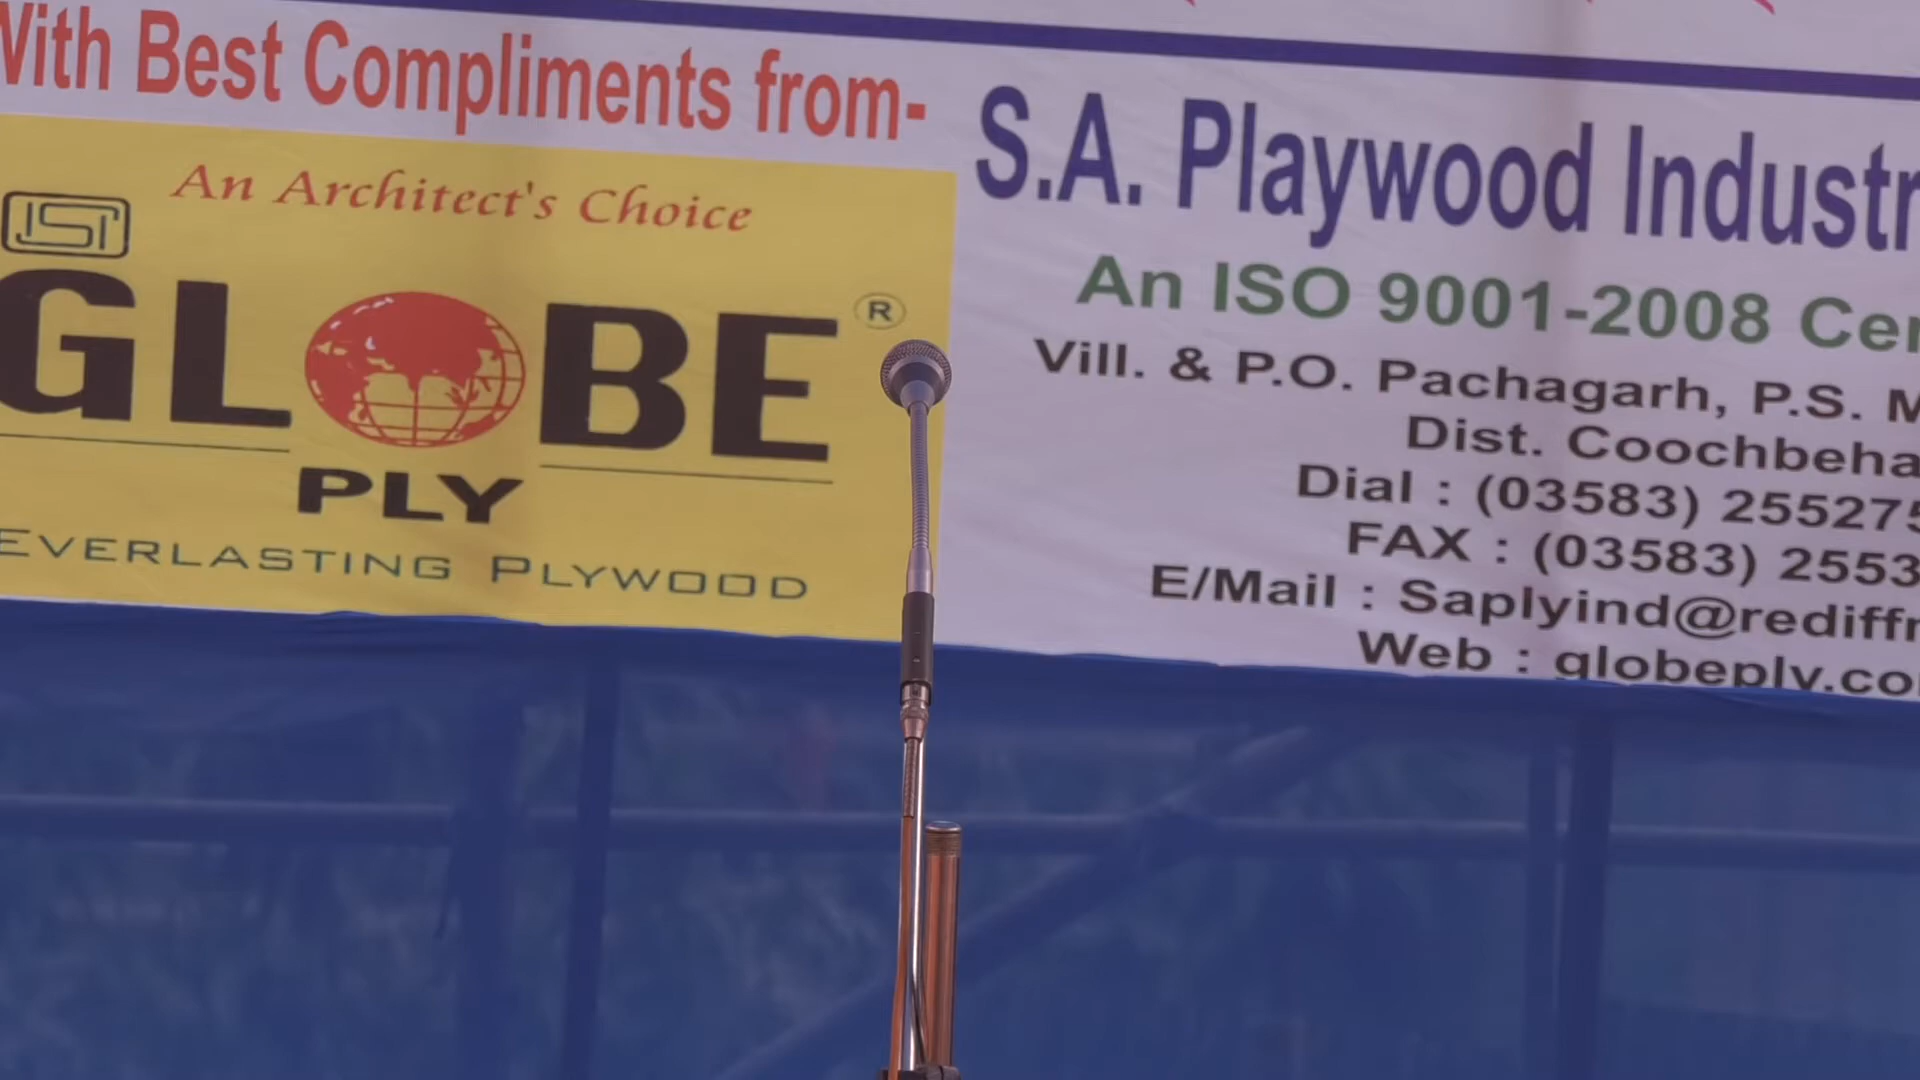 With Best Compliments from-
An Architect's Choice
ISI
GLOBE ®
PLY
EVERLASTING PLYWOOD
S.A. Playwood Industr
An ISO 9001-2008 Cer
Vill. & P.O. Pachagarh, P.S. M
Dist. Coochbeha
Dial : (03583) 255275
FAX : (03583) 2553
E/Mail : Saplyind@rediffm
Web : globeply.co